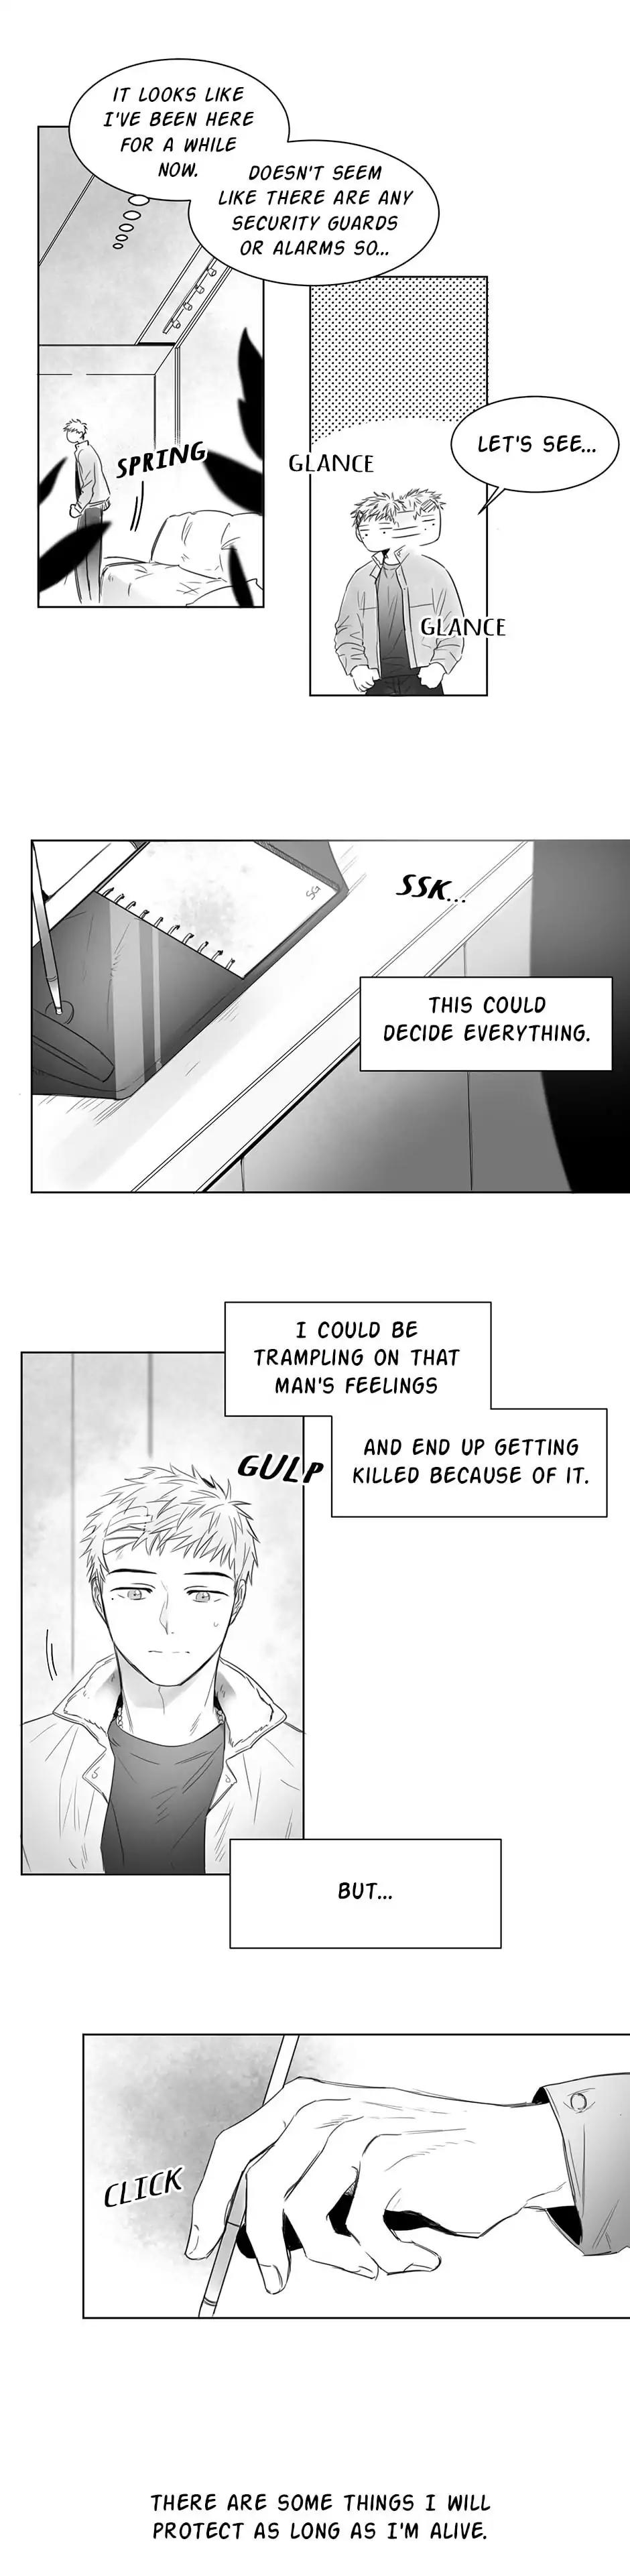 IT LOOKS LIKE
I'VE BEEN HERE
FOR A WHILE
NOW.
DOESN'T SEEM
LIKE THERE ARE ANY
SECURITY GUARDS
OR ALARMS SO...
SPRING
GLANCE
LET'S SEE...
GLANCE
SG
SSK...
THIS COULD
DECIDE EVERYTHING.
I COULD BE
TRAMPLING ON THAT
MAN'S FEELINGS
AND END UP GETTING
KILLED BECAUSE OF IT.
GULP
BUT...
CLICK
THERE ARE SOME THINGS I WILL
PROTECT AS LONG AS I'M ALIVE.